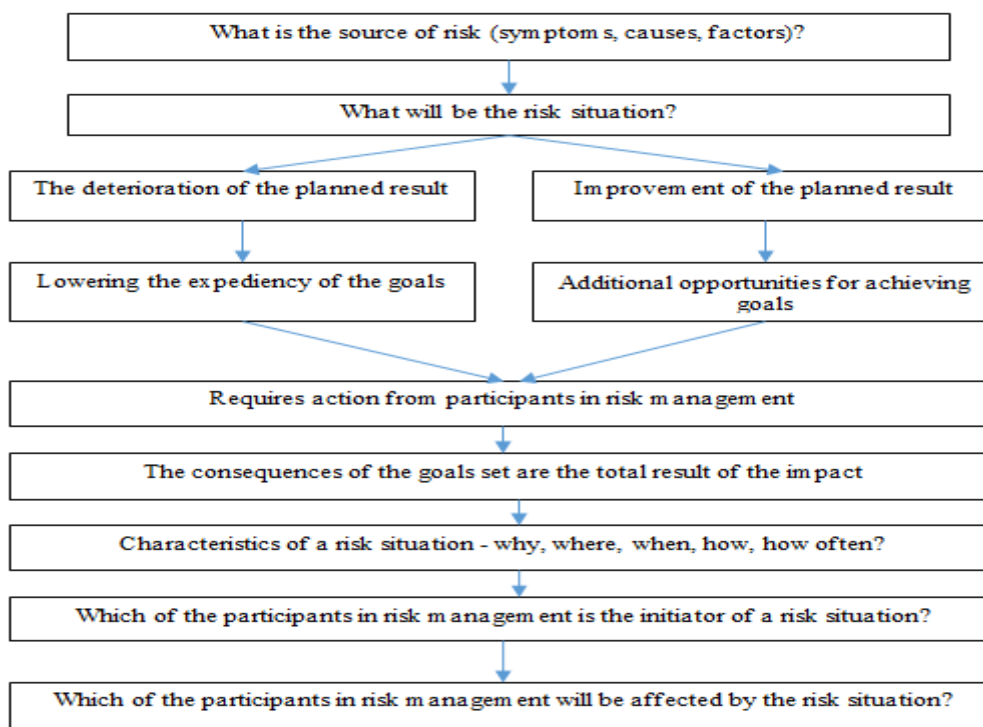 What is the source of risk (symptoms, causes, factors)?
What will be the risk situation?
The deterioration of the planned result
Improvement of the planned result
Lowering the expediency of the goals
Additional opportunities for achieving
goals
Requires action from participants in risk management
The consequences of the goals set are the total result of the impact
Characteristics of a risk situation - why, where, when, how, how often?
Which of the participants in risk management is the initiator of a risk situation?
Which of the participants in risk management will be affected by the risk situation?